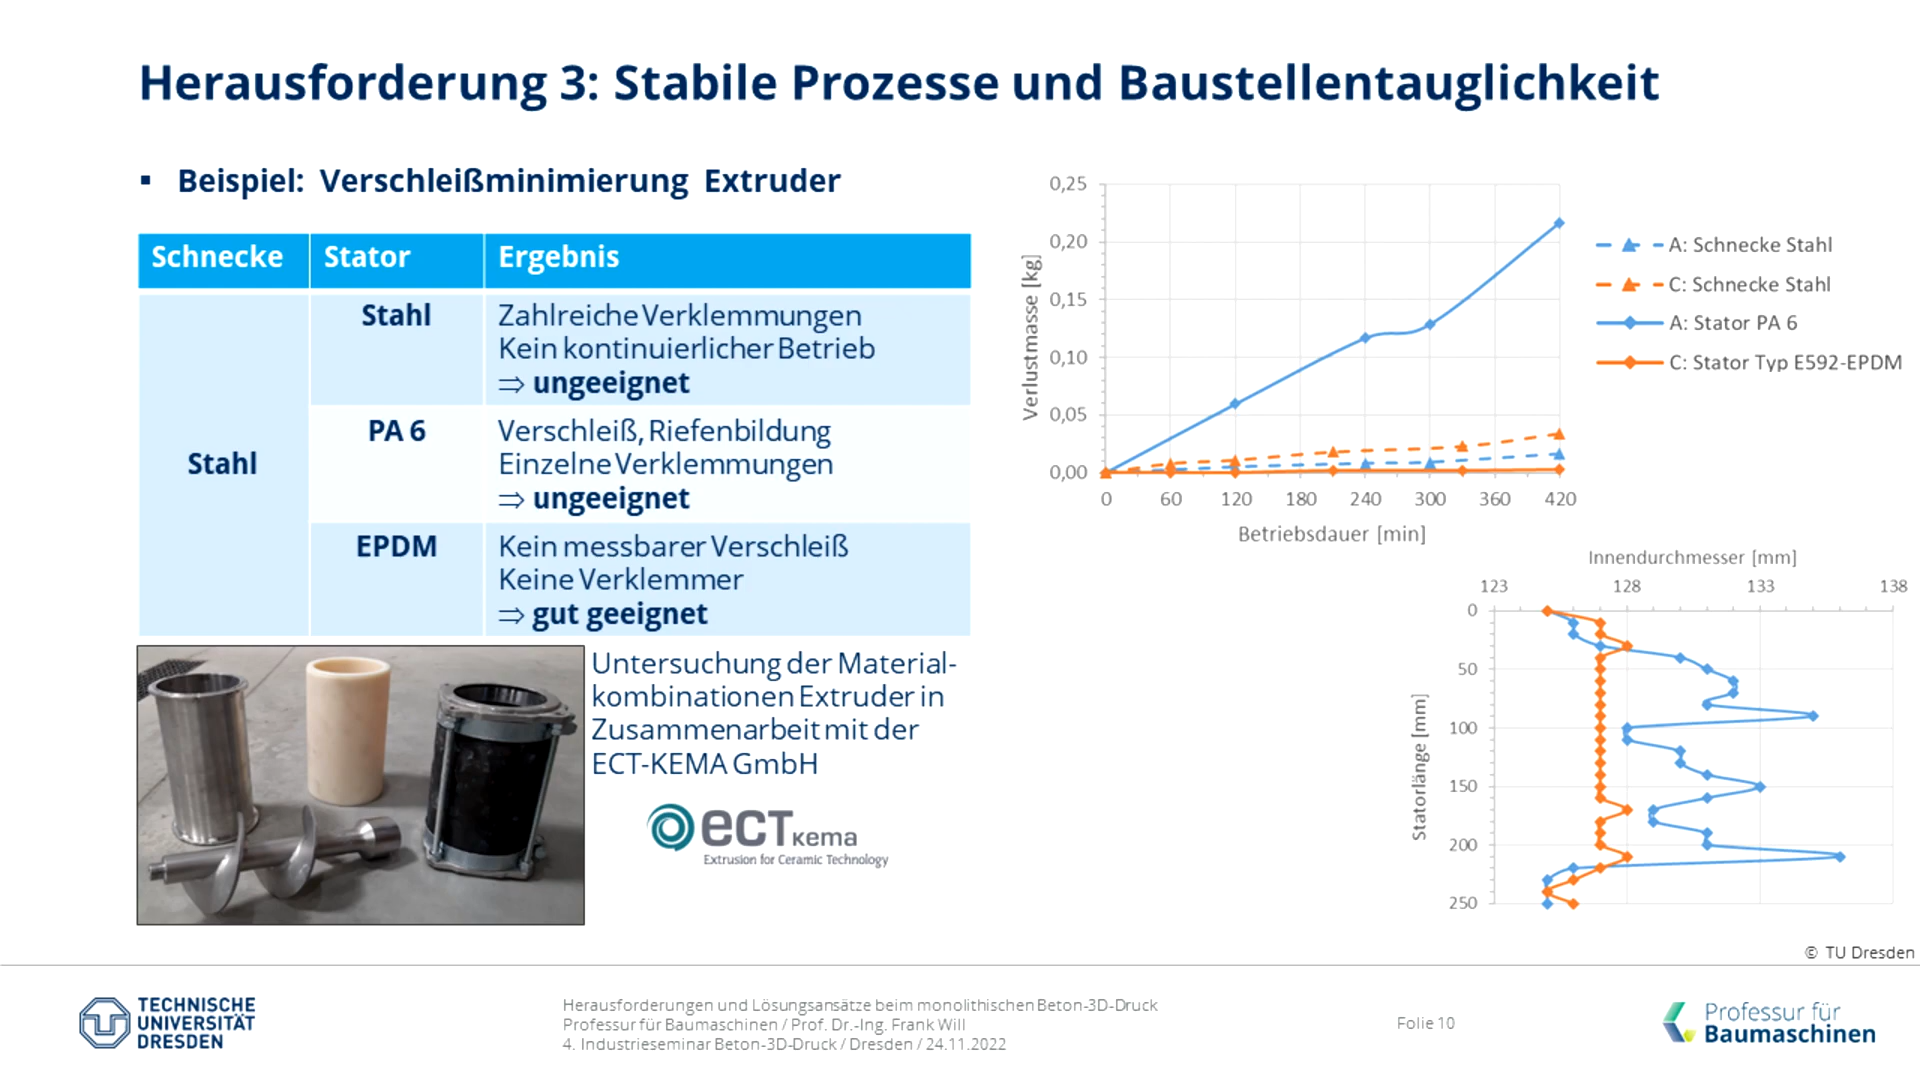 Herausforderung 3: Stabile Prozesse und Baustellentauglichkeit
▪ Beispiel: Verschleißminimierung Extruder
Schnecke Stator Ergebnis
Stahl
Stahl
Zahlreiche Verklemmungen
Kein kontinuierlicher Betrieb
⇒ ungeeignet
PA 6
Verschleiß, Riefenbildung
Einzelne Verklemmungen
⇒ ungeeignet
EPDM
Kein messbarer Verschleiß
Keine Verklemmer
⇒ gut geeignet
Untersuchung der Material-
kombinationen Extruder in
Zusammenarbeit mit der
ECT-KEMA GmbH
ecT kema
Extrusion for Ceramic Technology
Verlustmasse [kg]
0,25
0,20
0,15
0,10
0,05
0,00
0 60 120 180 240 300 360 420
Betriebsdauer [min]
A: Schnecke Stahl
C: Schnecke Stahl
A: Stator PA 6
C: Stator Typ E592-EPDM
Innendurchmesser [mm]
123 128 133 138
Statorlänge [mm]
0
50
100
150
200
250
© TU Dresden
TECHNISCHE
UNIVERSITÄT
DRESDEN
Herausforderungen und Lösungsansätze beim monolithischen Beton-3D-Druck
Professur für Baumaschinen / Prof. Dr.-Ing. Frank Will
4. Industrieseminar Beton-3D-Druck / Dresden / 24.11.2022
Folie 10
Professur für
Baumaschinen